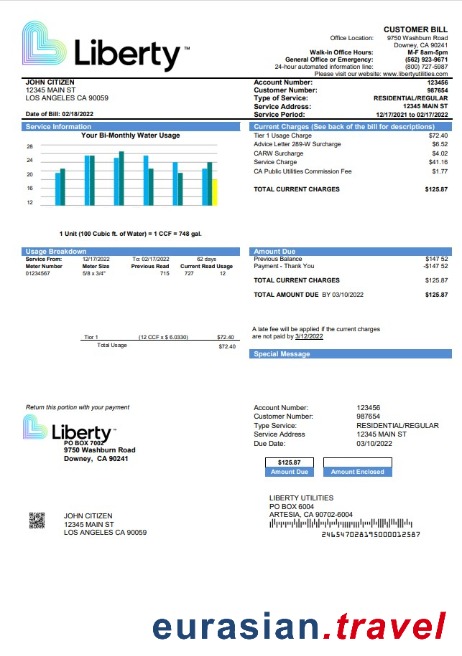 Liberty™
CUSTOMER BILL
Office Location: 9750 Washburn Road
Downey, CA 90241
Walk-in Office Hours: M-F 8am-5pm
General Office or Emergency: (562) 923-9671
24-hour automated information line: (800) 727-5987
Please visit our website: www.libertyutilities.com
JOHN CITIZEN
12345 MAIN ST
LOS ANGELES CA 90059
Date of Bill: 02/18/2022
Account Number: 123456
Customer Number: 987654
Type of Service: RESIDENTIAL/REGULAR
Service Address: 12345 MAIN ST
Service Period: 12/17/2021 to 02/17/2022
Service Information
Your Bi-Monthly Water Usage
28
24
20
16
12
1 Unit (100 Cubic ft. of Water) = 1 CCF = 748 gal.
Current Charges (See back of the bill for descriptions)
Tier 1 Usage Charge $72.40
Advice Letter 289-W Surcharge $6.52
CARW Surcharge $4.02
Service Charge $41.16
CA Public Utilities Commission Fee $1.77
TOTAL CURRENT CHARGES $125.87
Usage Breakdown
Service From: 12/17/2022 To: 02/17/2022 62 days
Meter Number Meter Size Previous Read Current Read Usage
01234567 5/8 x 3/4" 715 727 12
Tier 1 (12 CCF x $ 6.0330) $72.40
Total Usage $72.40
Amount Due
Previous Balance $147.52
Payment - Thank You -$147.52
TOTAL CURRENT CHARGES $125.87
TOTAL AMOUNT DUE BY 03/10/2022 $125.87
A late fee will be applied if the current charges
are not paid by 3/12/2022
Special Message
Return this portion with your payment
Liberty™
PO BOX 7002
9750 Washburn Road
Downey, CA 90241
Account Number: 123456
Customer Number: 987654
Type Service: RESIDENTIAL/REGULAR
Service Address 12345 MAIN ST
Due Date: 03/10/2022
$125.87
Amount Due Amount Enclosed
JOHN CITIZEN
12345 MAIN ST
LOS ANGELES CA 90059
LIBERTY UTILITIES
PO BOX 6004
ARTESIA, CA 90702-6004
246547028195000012587
eurasian.travel